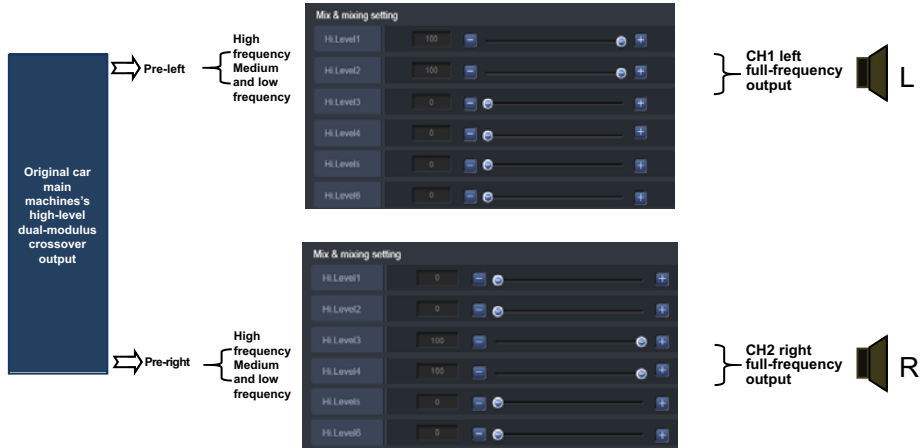 Mix & mixing setting
Hi.Level1 100
Hi.Level2 100
Hi.Level3 0
Hi.Level4 0
Hi.Level5 0
Hi.Level6 0
Pre-left
High
frequency
Medium
and low
frequency
CH1 left
full-frequency
output
L
Original car
main
machines's
high-level
dual-modulus
crossover
output
Mix & mixing setting
Hi.Level1 0
Hi.Level2 0
Hi.Level3 100
Hi.Level4 100
Hi.Level5 0
Hi.Level6 0
Pre-right
High
frequency
Medium
and low
frequency
CH2 right
full-frequency
output
R